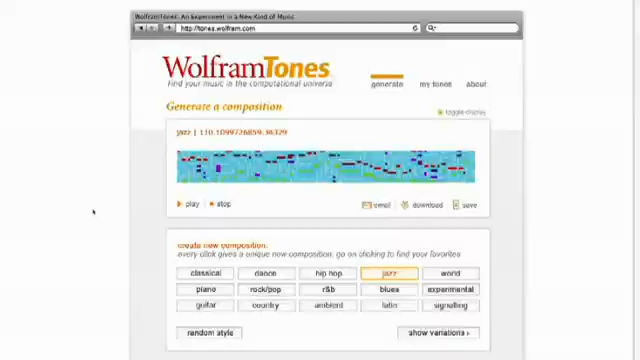 WolframTones: An Experiment in a New Kind of Music
http://tones.wolfram.com
WolframTones
Find your music in the computational universe
generate my tones about
Generate a composition
toggle display
jazz
play stop email download save
create new composition:
every click gives a unique new composition; go on clicking to find your favorites
classical dance hip hop jazz world
piano rock/pop r&b blues experimental
guitar country ambient latin signalling
random style show variations ›